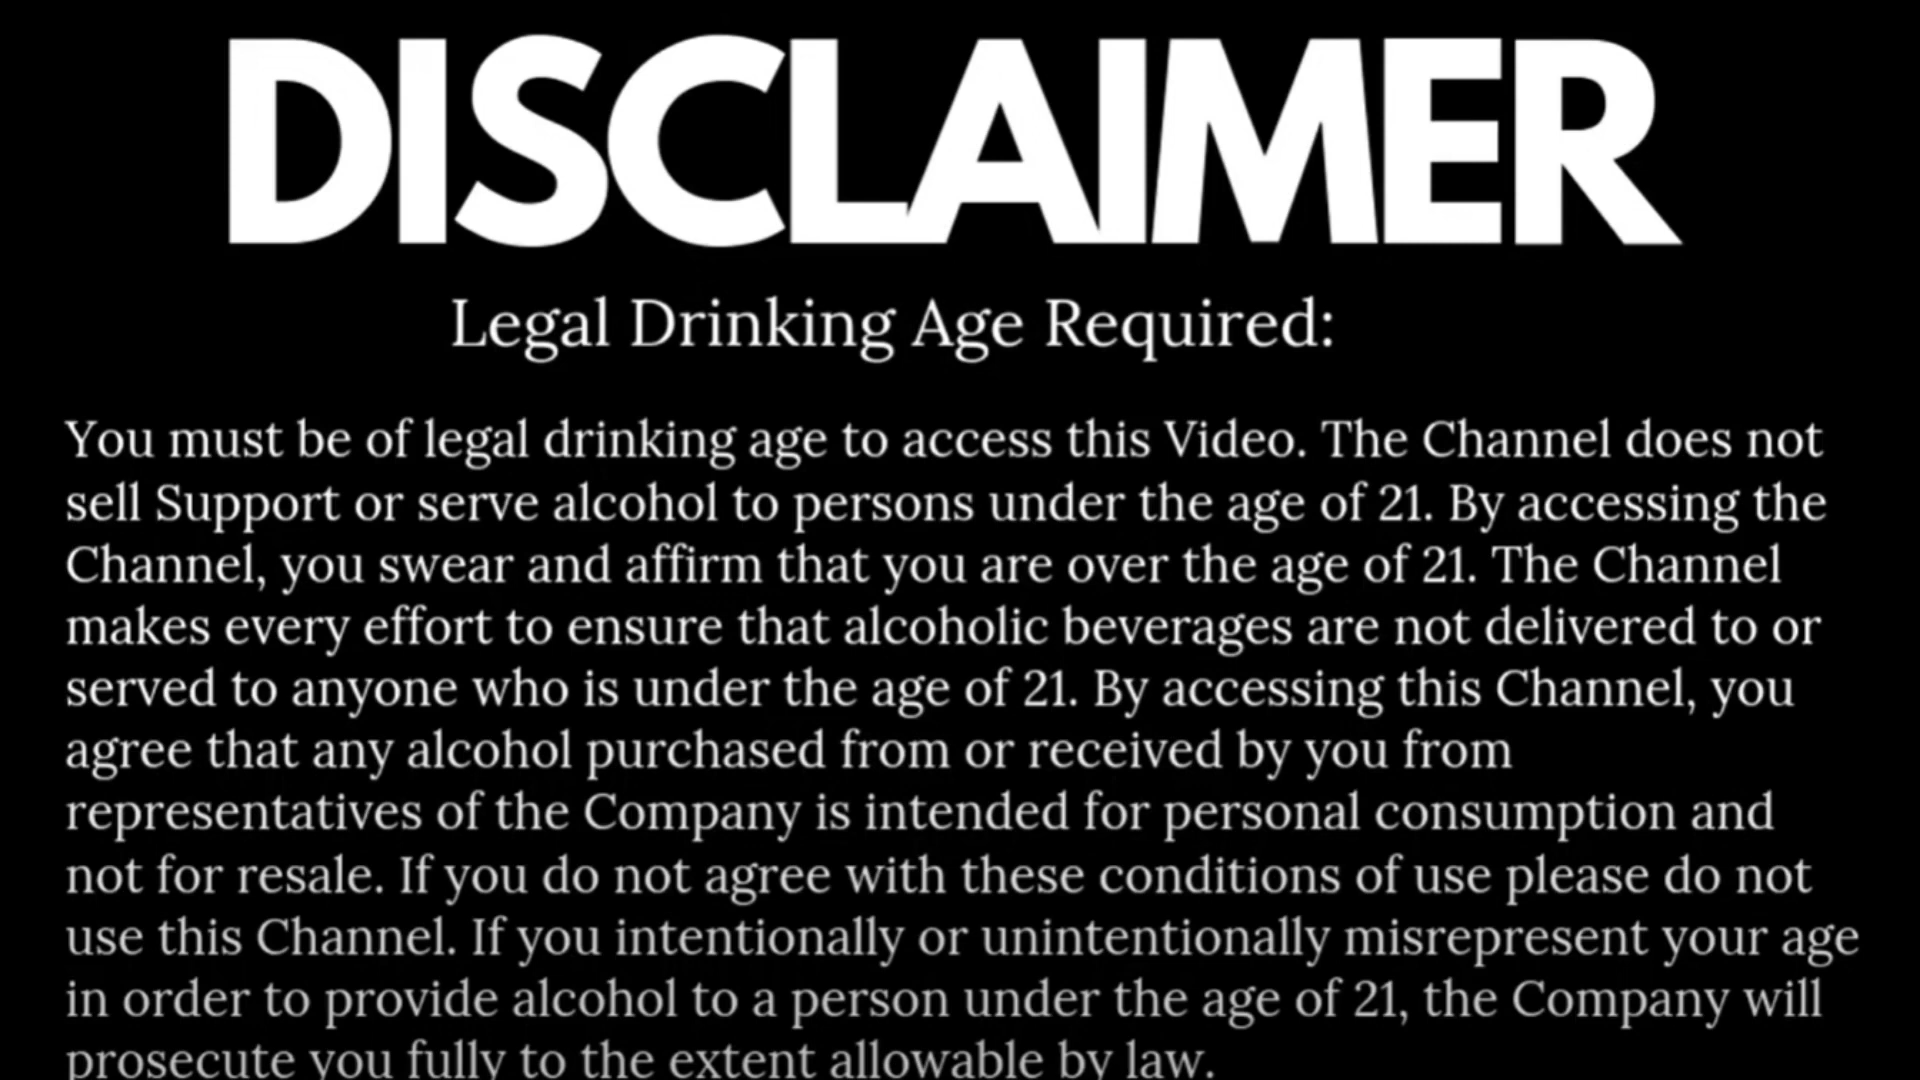 DISCLAIMER
Legal Drinking Age Required:
You must be of legal drinking age to access this Video. The Channel does not
sell Support or serve alcohol to persons under the age of 21. By accessing the
Channel, you swear and affirm that you are over the age of 21. The Channel
makes every effort to ensure that alcoholic beverages are not delivered to or
served to anyone who is under the age of 21. By accessing this Channel, you
agree that any alcohol purchased from or received by you from
representatives of the Company is intended for personal consumption and
not for resale. If you do not agree with these conditions of use please do not
use this Channel. If you intentionally or unintentionally misrepresent your age
in order to provide alcohol to a person under the age of 21, the Company will
prosecute you fully to the extent allowable by law.